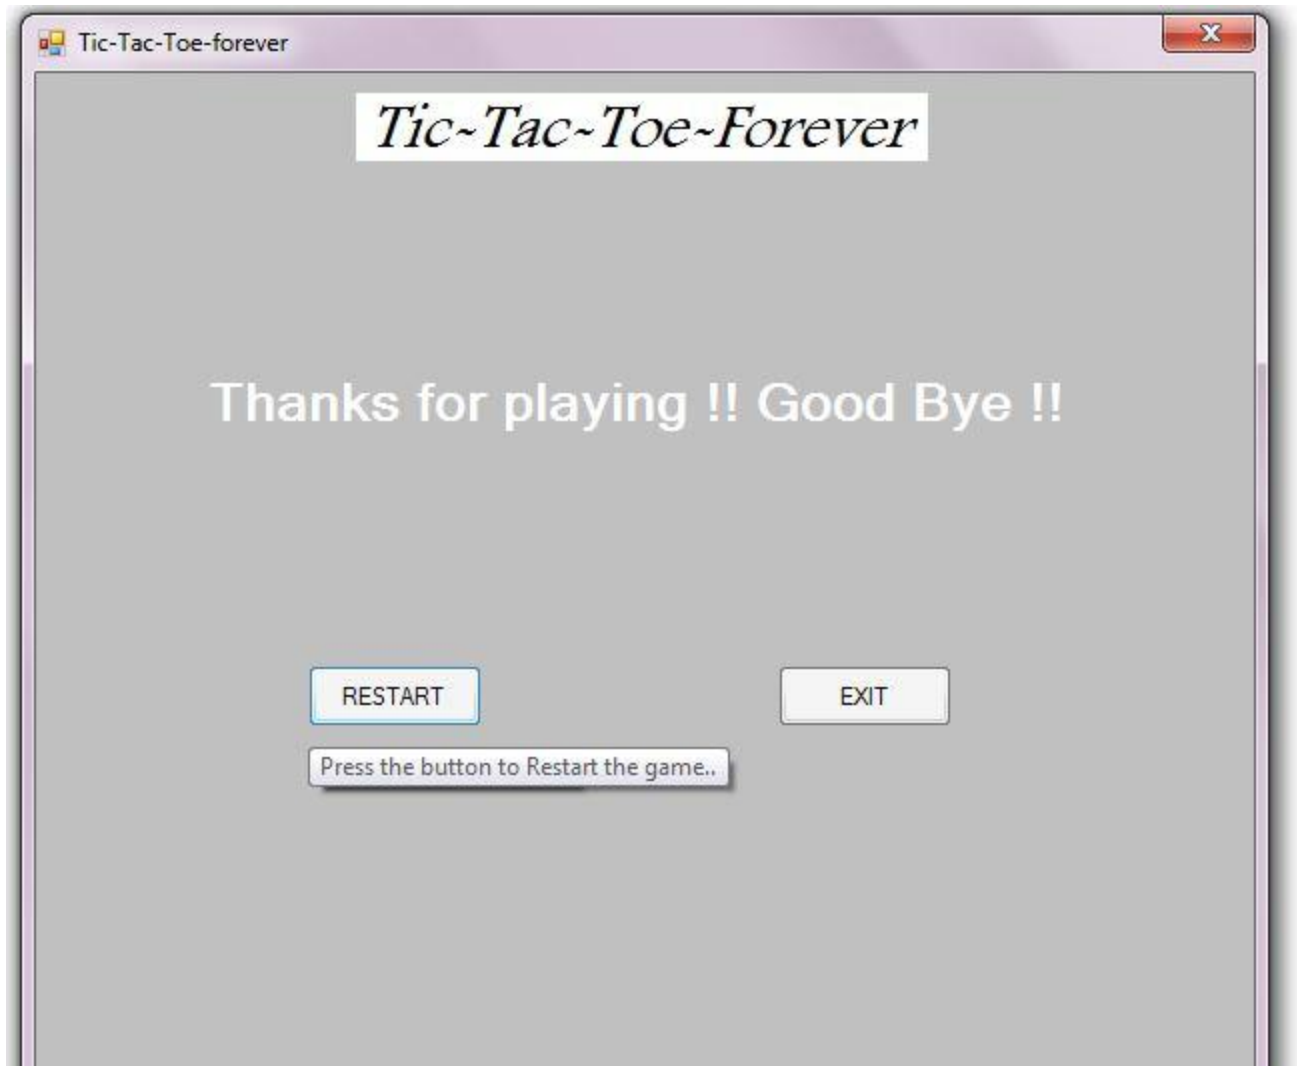 Tic-Tac-Toe-forever
Tic~Tac~Toe~Forever
Thanks for playing !! Good Bye !!
RESTART
EXIT
Press the button to Restart the game..